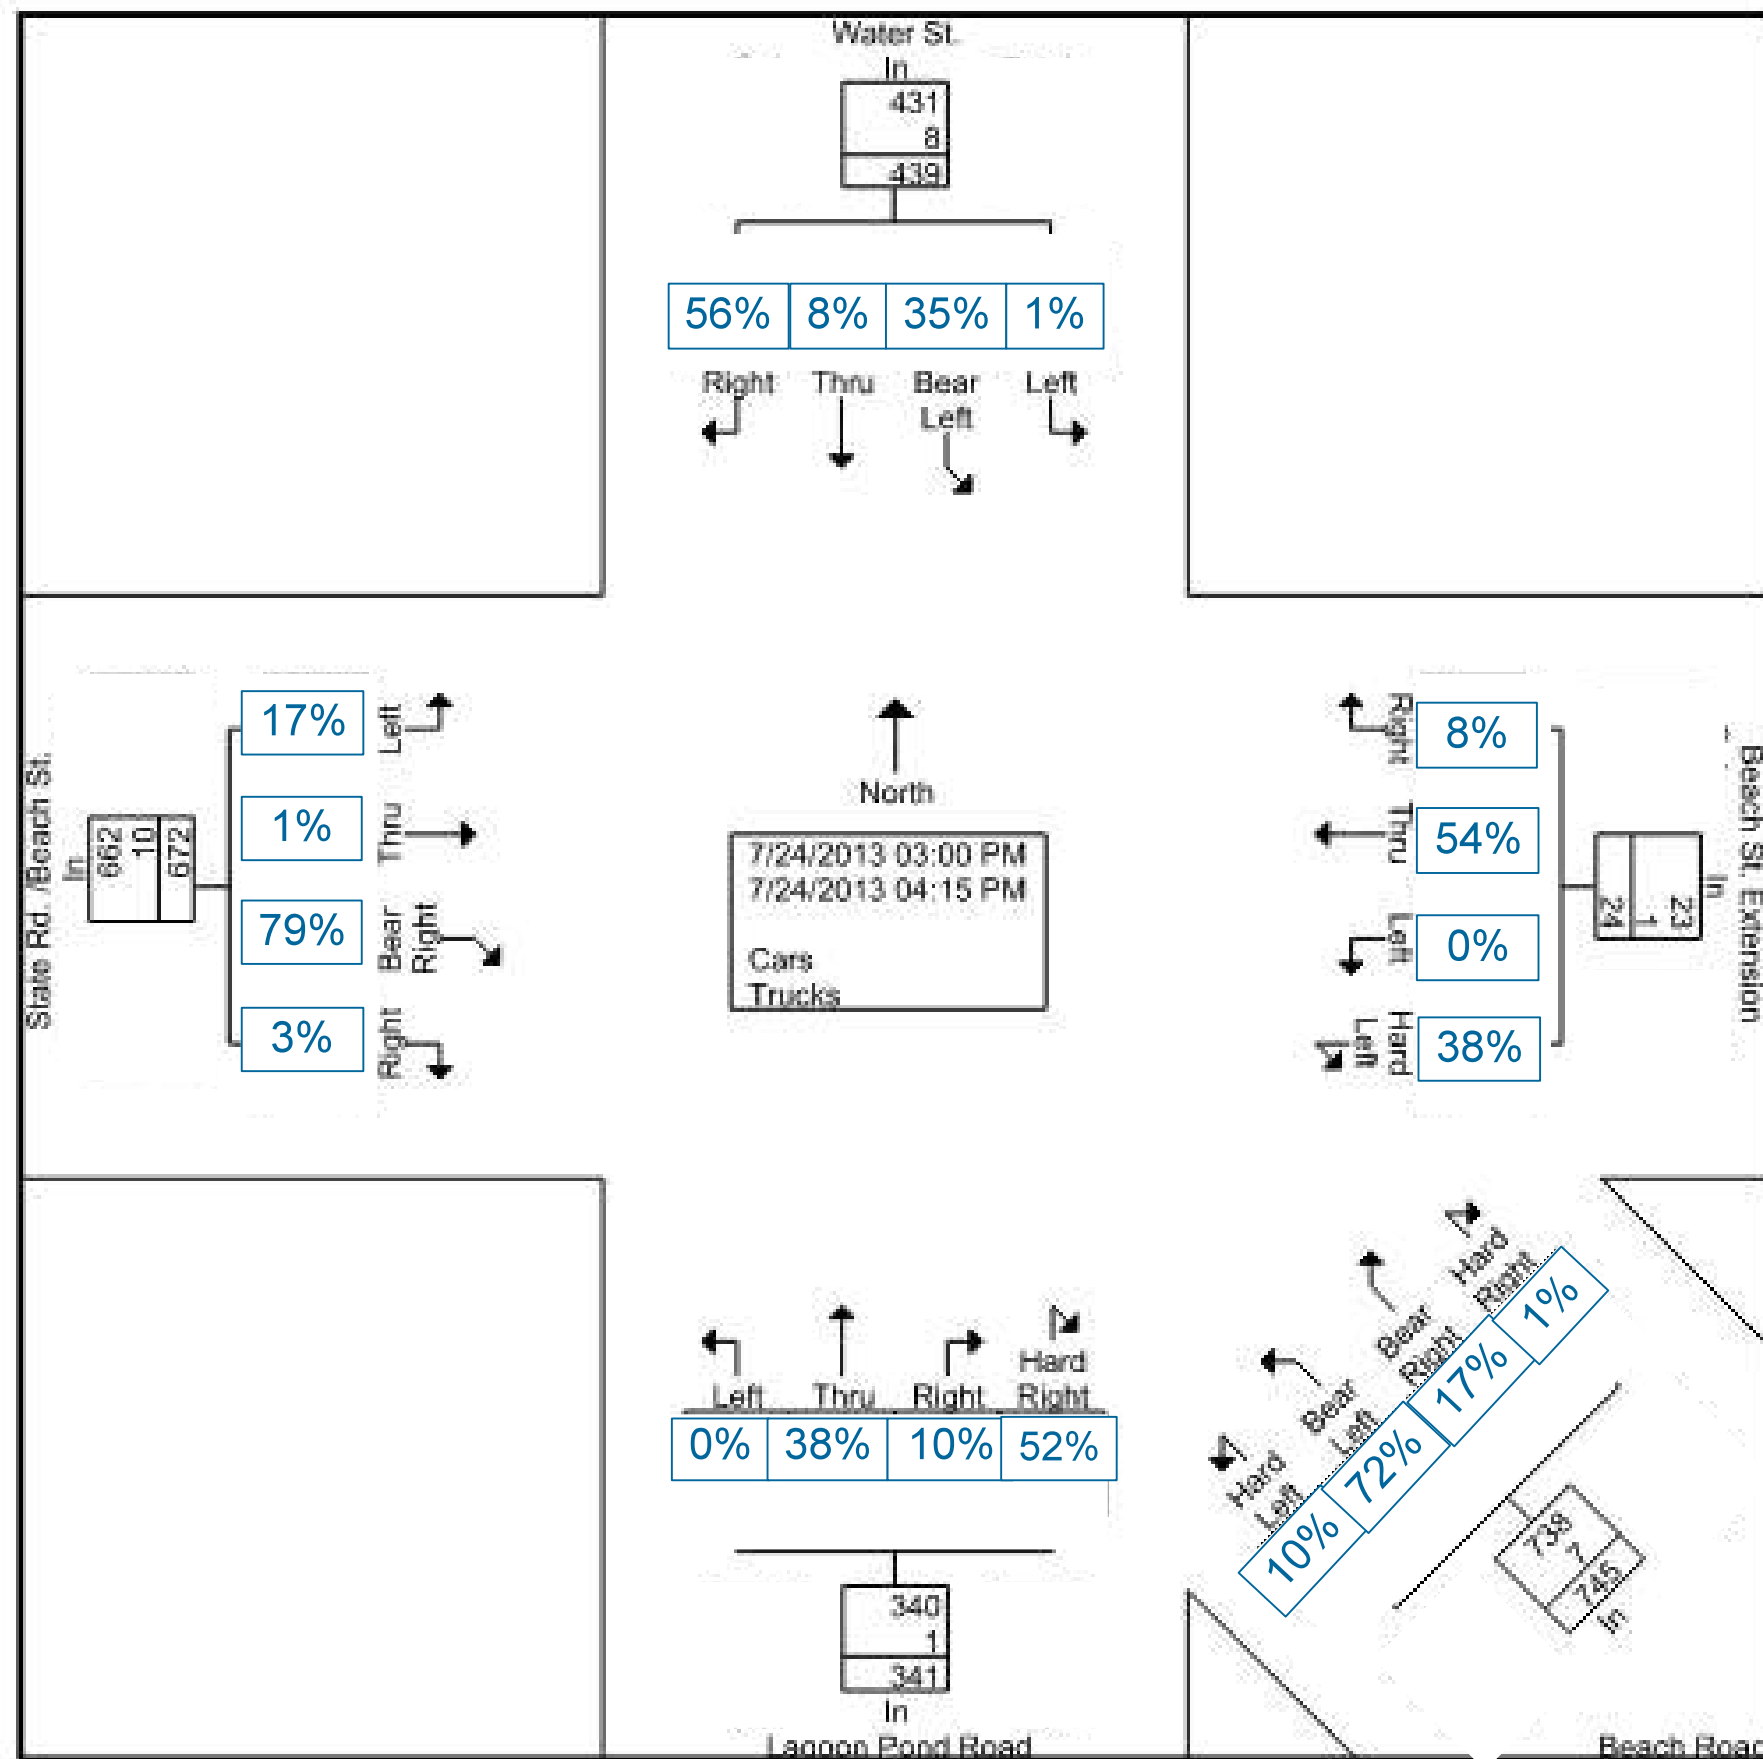 Water St.
In
431
8
439
56% 8% 35% 1%
Right Thru Bear Left Left
State Rd./Beach St.
In
662
10
672
17% Left
1% Thru
79% Bear Right
3% Right
North
7/24/2013 03:00 PM
7/24/2013 04:15 PM
Cars
Trucks
Right 8%
Thru 54%
Left 0%
Hard Left 38%
23
1
24
In
Beach St. Extension
Left Thru Right Hard Right
0% 38% 10% 52%
340
1
341
In
Lagoon Pond Road
Hard Left 10%
Bear Left 72%
Bear Right 17%
Hard Right 1%
738
7
745
In
Beach Road